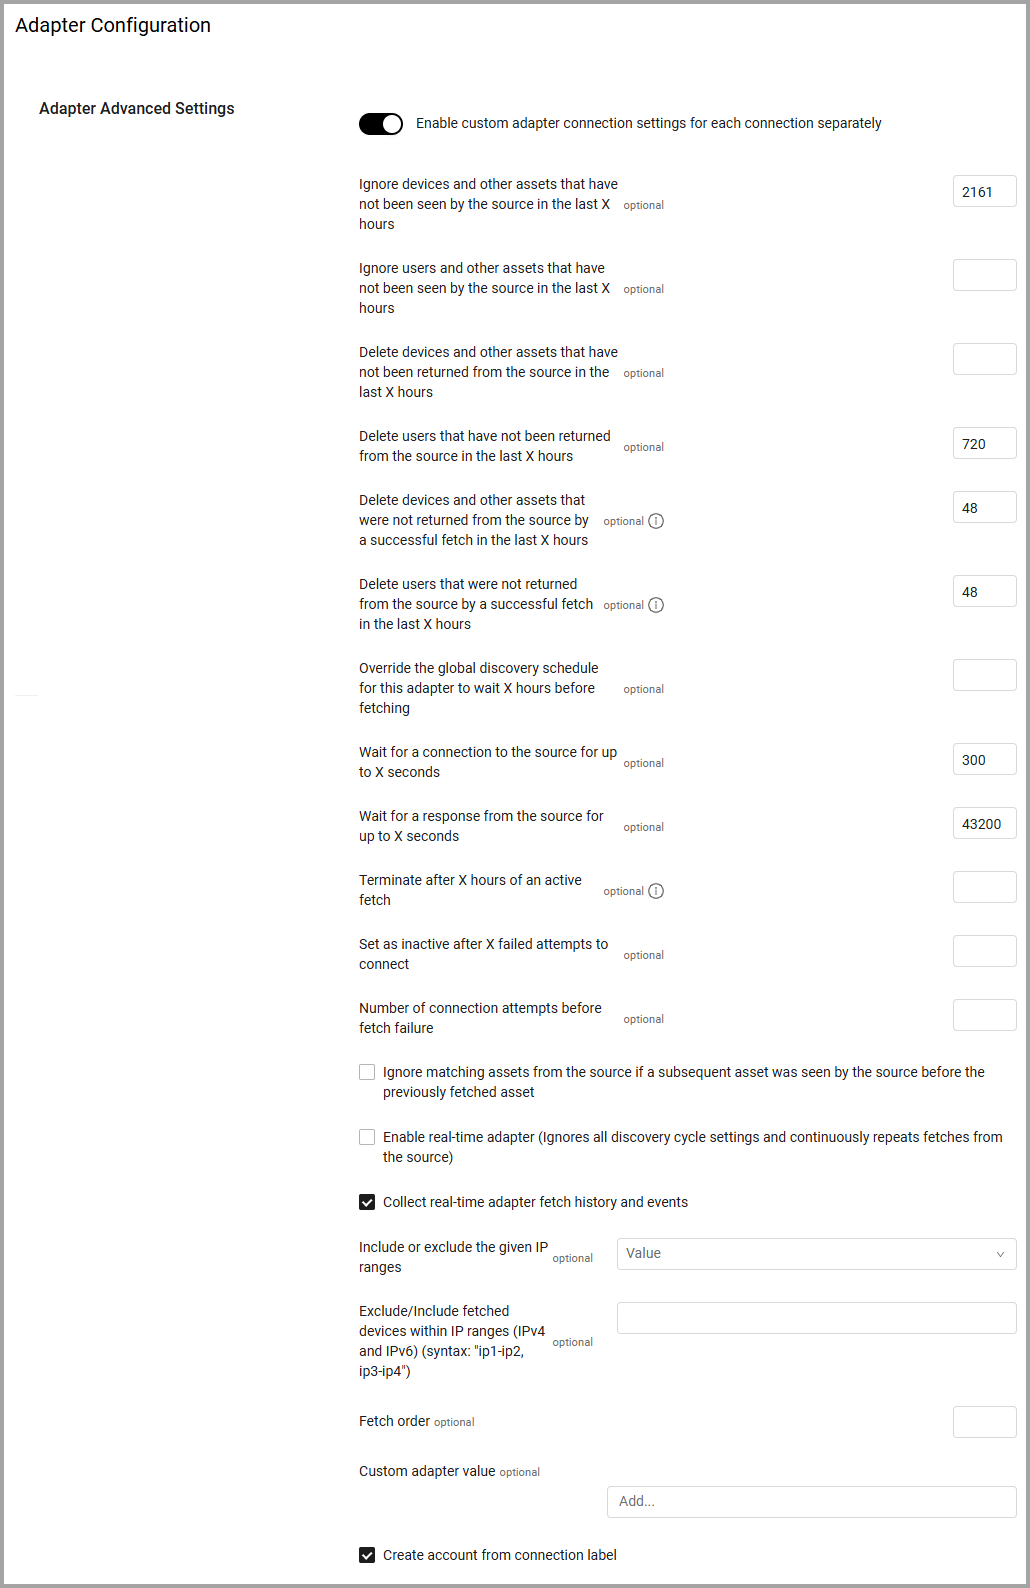 Adapter Configuration
Adapter Advanced Settings
Enable custom adapter connection settings for each connection separately
Ignore devices and other assets that have
not been seen by the source in the last X
hours
optional
2161
Ignore users and other assets that have
not been seen by the source in the last X
hours
optional
Delete devices and other assets that have
not been returned from the source in the
last X hours
optional
Delete users that have not been returned
from the source in the last X hours
optional
720
Delete devices and other assets that
were not returned from the source by
a successful fetch in the last X hours
optional
48
Delete users that were not returned
from the source by a successful fetch
in the last X hours
optional
48
Override the global discovery schedule
for this adapter to wait X hours before
fetching
optional
Wait for a connection to the source for up
to X seconds
optional
300
Wait for a response from the source for
up to X seconds
optional
43200
Terminate after X hours of an active
fetch
optional
Set as inactive after X failed attempts to
connect
optional
Number of connection attempts before
fetch failure
optional
Ignore matching assets from the source if a subsequent asset was seen by the source before the
previously fetched asset
Enable real-time adapter (Ignores all discovery cycle settings and continuously repeats fetches from
the source)
Collect real-time adapter fetch history and events
Include or exclude the given IP
ranges
optional
Value
Exclude/Include fetched
devices within IP ranges (IPv4
and IPv6) (syntax: "ip1-ip2,
ip3-ip4")
optional
Fetch order optional
Custom adapter value optional
Add...
Create account from connection label